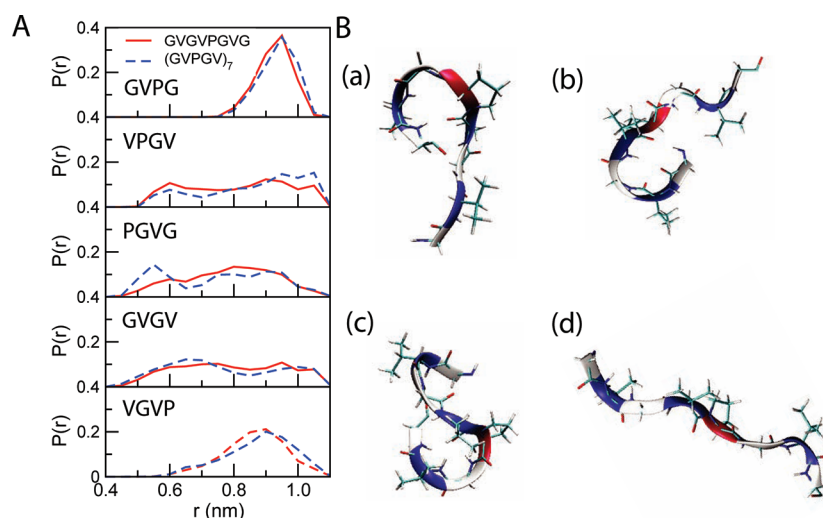 A
B
0.4
P(r)
0.2
GVGVPGVG
(GVPGV)7
GVPG
0.4
P(r)
0.2
VPGV
0.4
P(r)
0.2
PGVG
0.4
P(r)
0.2
GVGV
0.4
P(r)
0.2
VGVP
0
0.4 0.6 0.8 1.0
r (nm)
(a)
(b)
(c)
(d)